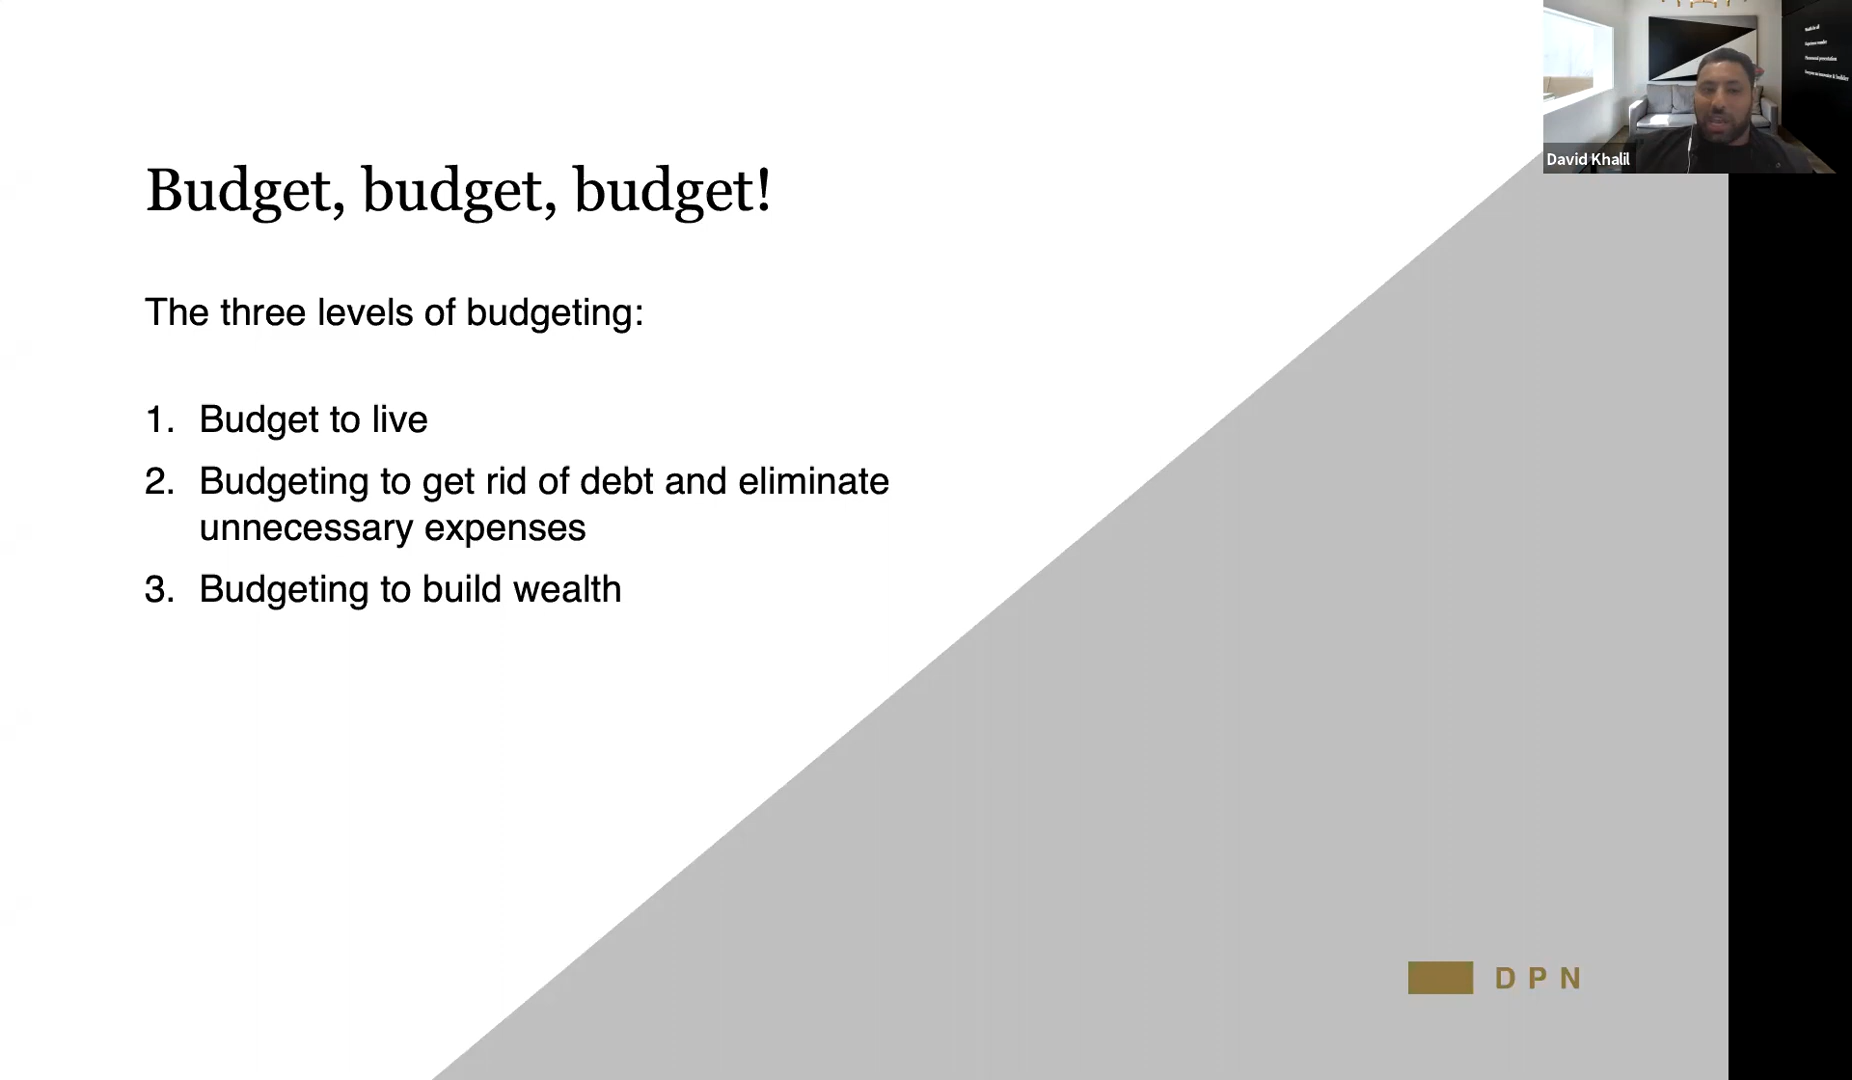 Budget, budget, budget!
The three levels of budgeting:
1. Budget to live
2. Budgeting to get rid of debt and eliminate
unnecessary expenses
3. Budgeting to build wealth
David Khalil
DPN